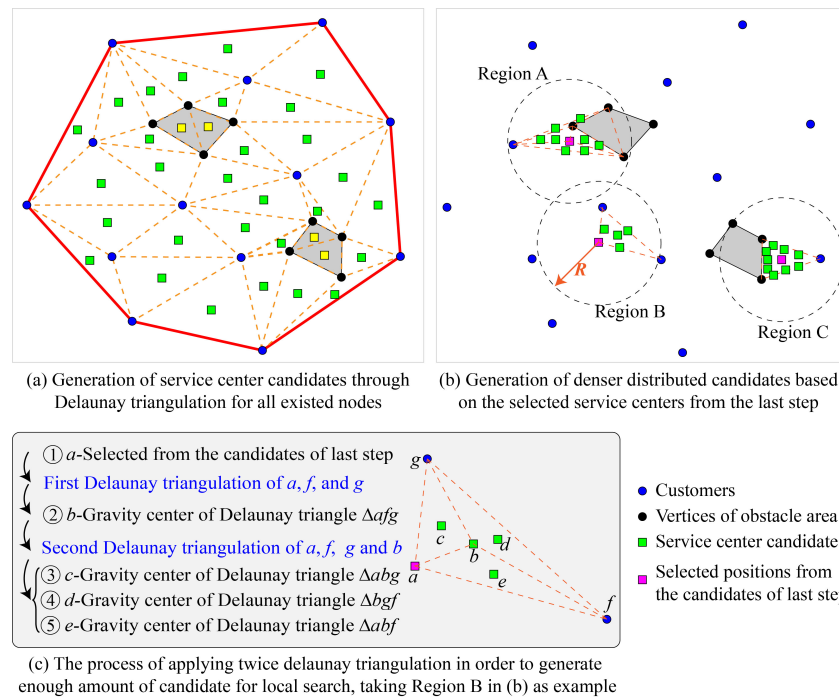 Region A
R
Region B
Region C
(a) Generation of service center candidates through
Delaunay triangulation for all existed nodes
(b) Generation of denser distributed candidates based
on the selected service centers from the last step
① a-Selected from the candidates of last step
First Delaunay triangulation of a, f, and g
② b-Gravity center of Delaunay triangle Δafg
Second Delaunay triangulation of a, f, g and b
③ c-Gravity center of Delaunay triangle Δabg
④ d-Gravity center of Delaunay triangle Δbgf
⑤ e-Gravity center of Delaunay triangle Δabf
g
c
b
d
a
e
f
Customers
Vertices of obstacle area
Service center candidate
Selected positions from
the candidates of last step
(c) The process of applying twice delaunay triangulation in order to generate
enough amount of candidate for local search, taking Region B in (b) as example